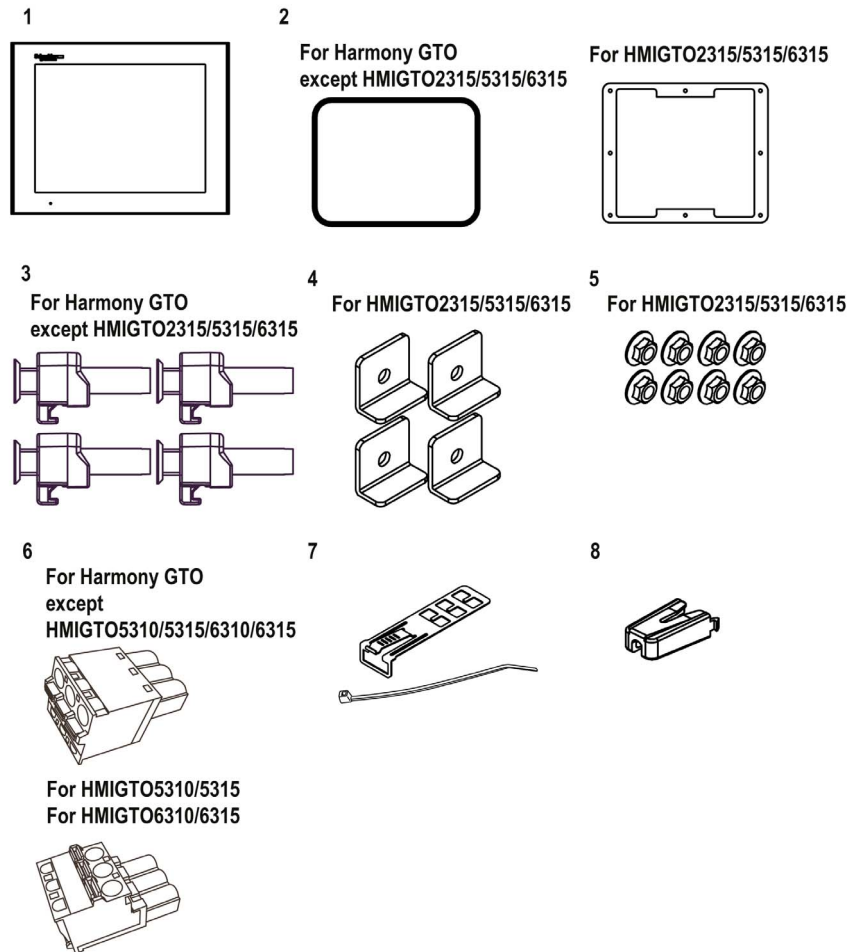 1
2
For Harmony GTO
except HMIGTO2315/5315/6315
For HMIGTO2315/5315/6315
3
For Harmony GTO
except HMIGTO2315/5315/6315
4
For HMIGTO2315/5315/6315
5
For HMIGTO2315/5315/6315
6
For Harmony GTO
except
HMIGTO5310/5315/6310/6315
For HMIGTO5310/5315
For HMIGTO6310/6315
7
8